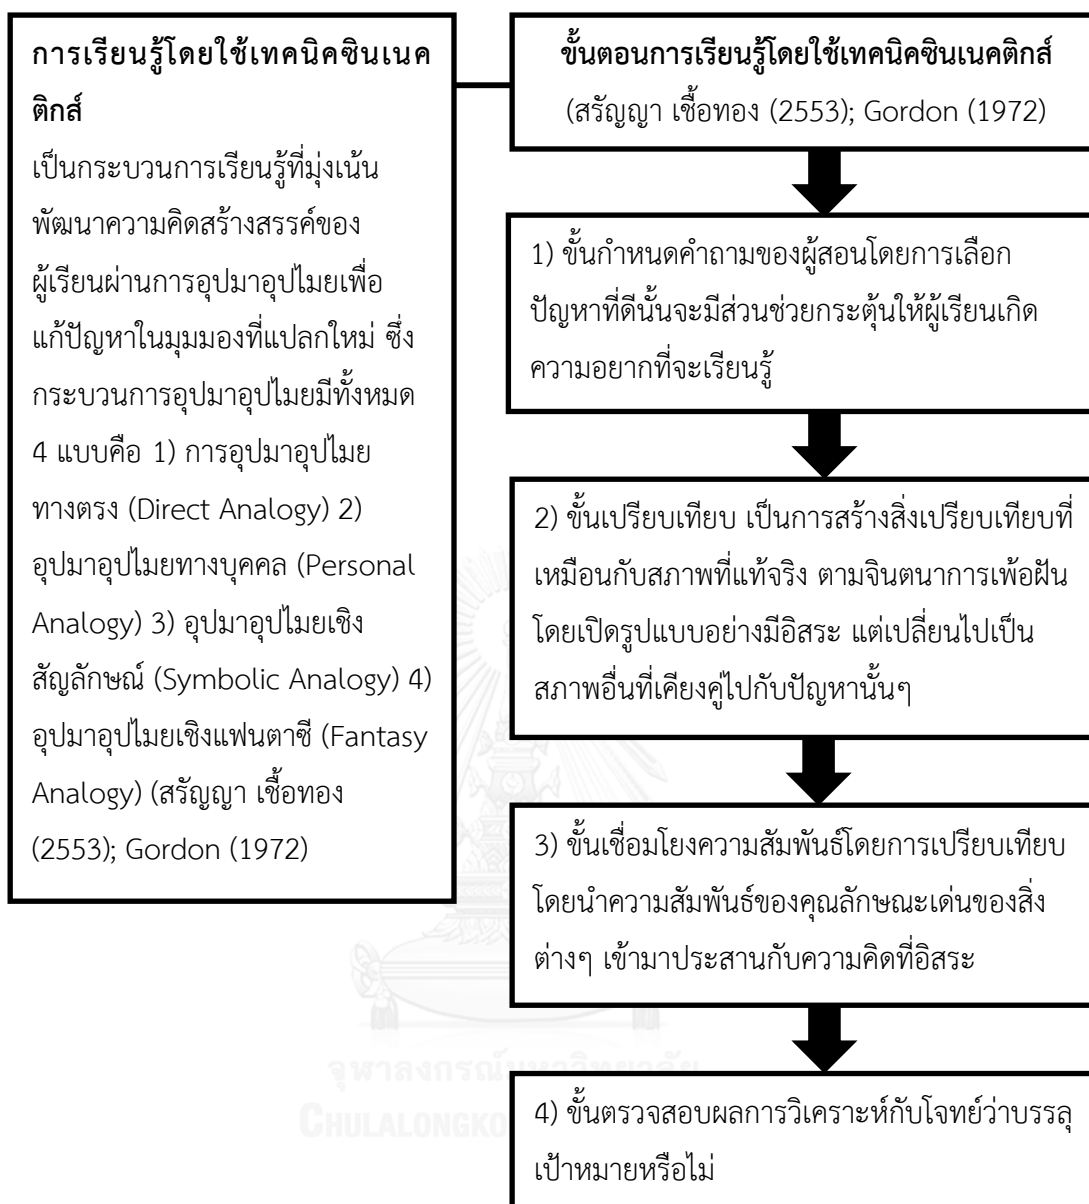 การเรียนรู้โดยใช้เทคนิคซินเนค
ติกส์
เป็นกระบวนการเรียนรู้ที่มุ่งเน้น
พัฒนาความคิดสร้างสรรค์ของ
ผู้เรียนผ่านการอุปมาอุปไมยเพื่อ
แก้ปัญหาในมุมมองที่แปลกใหม่ ซึ่ง
กระบวนการอุปมาอุปไมยมีทั้งหมด
4 แบบคือ 1) การอุปมาอุปไมย
ทางตรง (Direct Analogy) 2)
อุปมาอุปไมยทางบุคคล (Personal
Analogy) 3) อุปมาอุปไมยเชิง
สัญลักษณ์ (Symbolic Analogy) 4)
อุปมาอุปไมยเชิงแฟนตาซี (Fantasy
Analogy) (สรัญญา เชื้อทอง
(2553); Gordon (1972)
ขั้นตอนการเรียนรู้โดยใช้เทคนิคซินเนคติกส์
(สรัญญา เชื้อทอง (2553); Gordon (1972)
1) ขั้นกำหนดคำถามของผู้สอนโดยการเลือก
ปัญหาที่ดีนั้นจะมีส่วนช่วยกระตุ้นให้ผู้เรียนเกิด
ความอยากที่จะเรียนรู้
2) ขั้นเปรียบเทียบ เป็นการสร้างสิ่งเปรียบเทียบที่
เหมือนกับสภาพที่แท้จริง ตามจินตนาการเพ้อฝัน
โดยเปิดรูปแบบอย่างมีอิสระ แต่เปลี่ยนไปเป็น
สภาพอื่นที่เคียงคู่ไปกับปัญหานั้นๆ
3) ขั้นเชื่อมโยงความสัมพันธ์โดยการเปรียบเทียบ
โดยนำความสัมพันธ์ของคุณลักษณะเด่นของสิ่ง
ต่างๆ เข้ามาประสานกับความคิดที่อิสระ
4) ขั้นตรวจสอบผลการวิเคราะห์กับโจทย์ว่าบรรลุ
เป้าหมายหรือไม่
จุฬาลงกรณ์มหาวิทยาลัย
CHULALONGKO